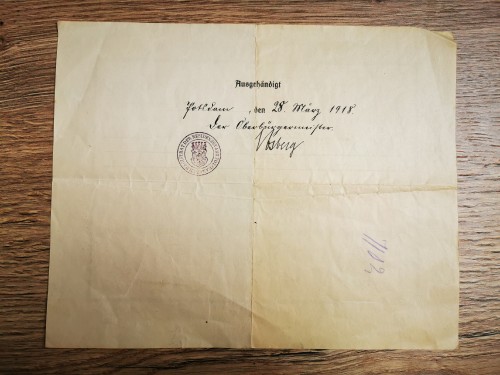 Ausgehändigt
Potsdam, den 28. März 1918.
Der Oberbürgermeister.
Vosberg